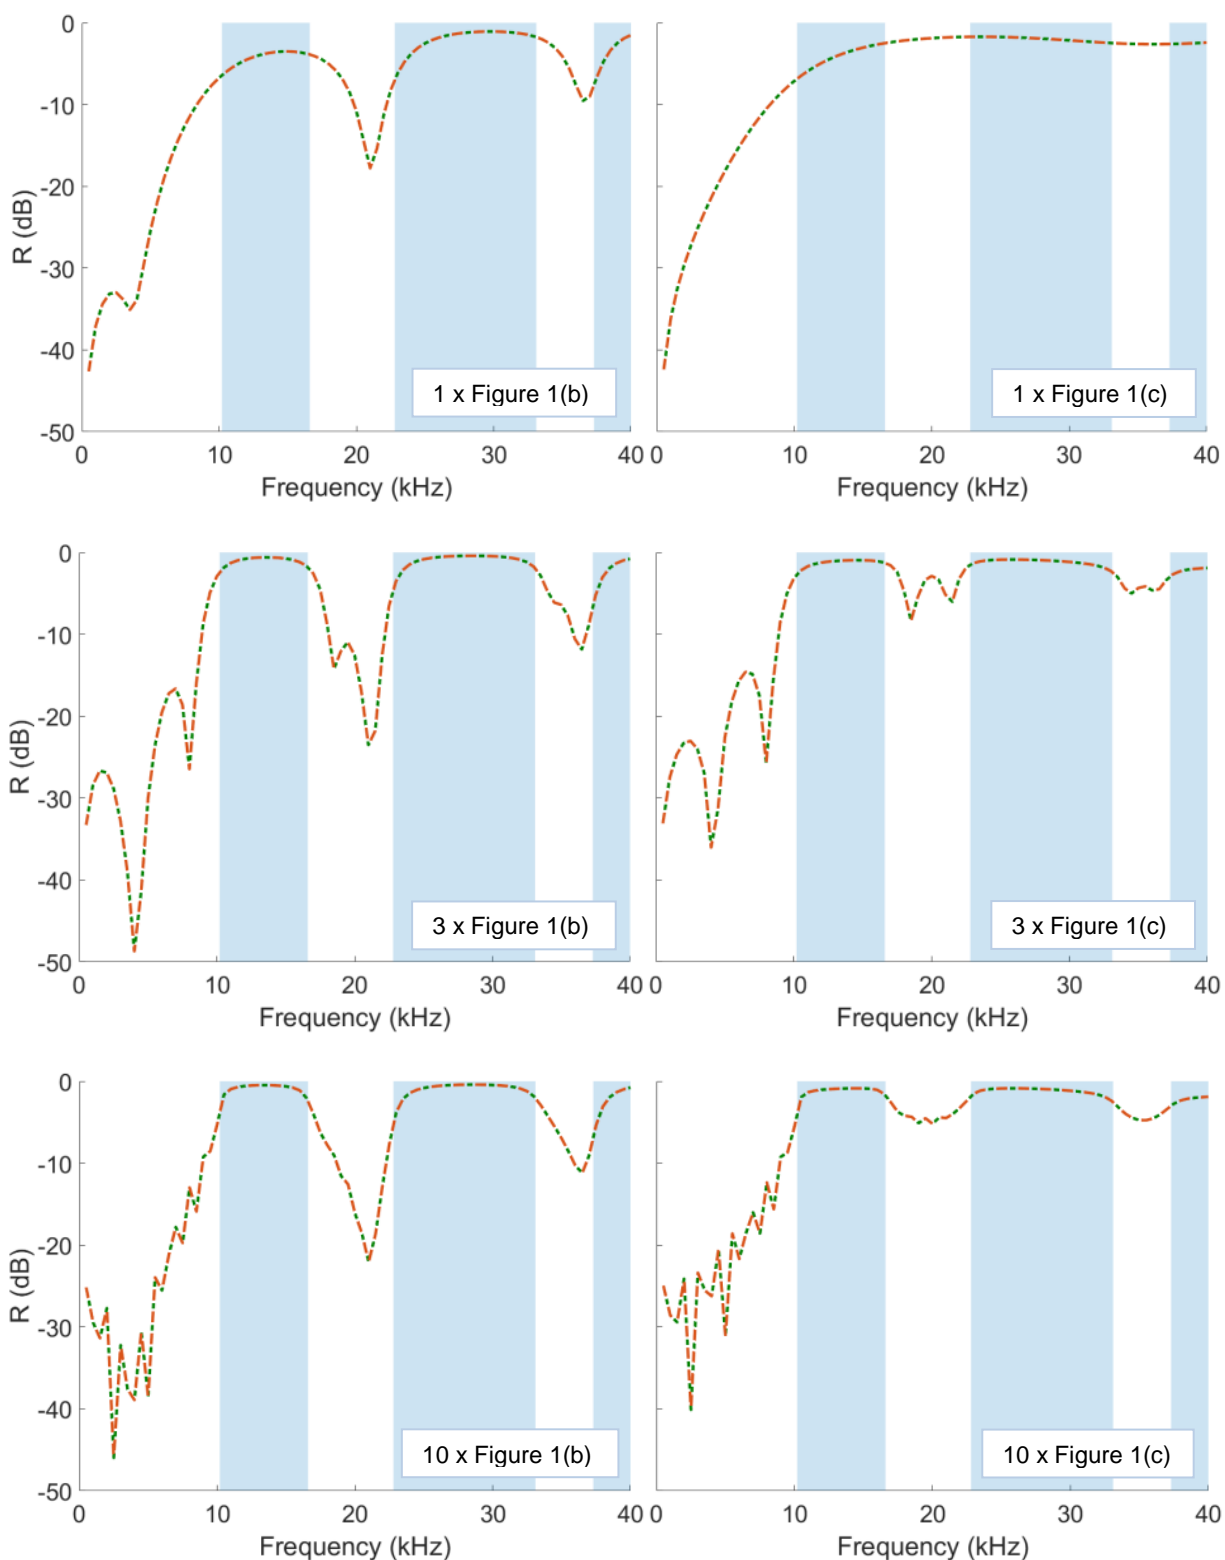 0
-10
-20
-30
-40
-50
R (dB)
1 x Figure 1(b)
0 10 20 30 40
Frequency (kHz)
1 x Figure 1(c)
0 10 20 30 40
Frequency (kHz)
0
-10
-20
-30
-40
-50
R (dB)
3 x Figure 1(b)
0 10 20 30 40
Frequency (kHz)
3 x Figure 1(c)
0 10 20 30 40
Frequency (kHz)
0
-10
-20
-30
-40
-50
R (dB)
10 x Figure 1(b)
0 10 20 30 40
Frequency (kHz)
10 x Figure 1(c)
0 10 20 30 40
Frequency (kHz)